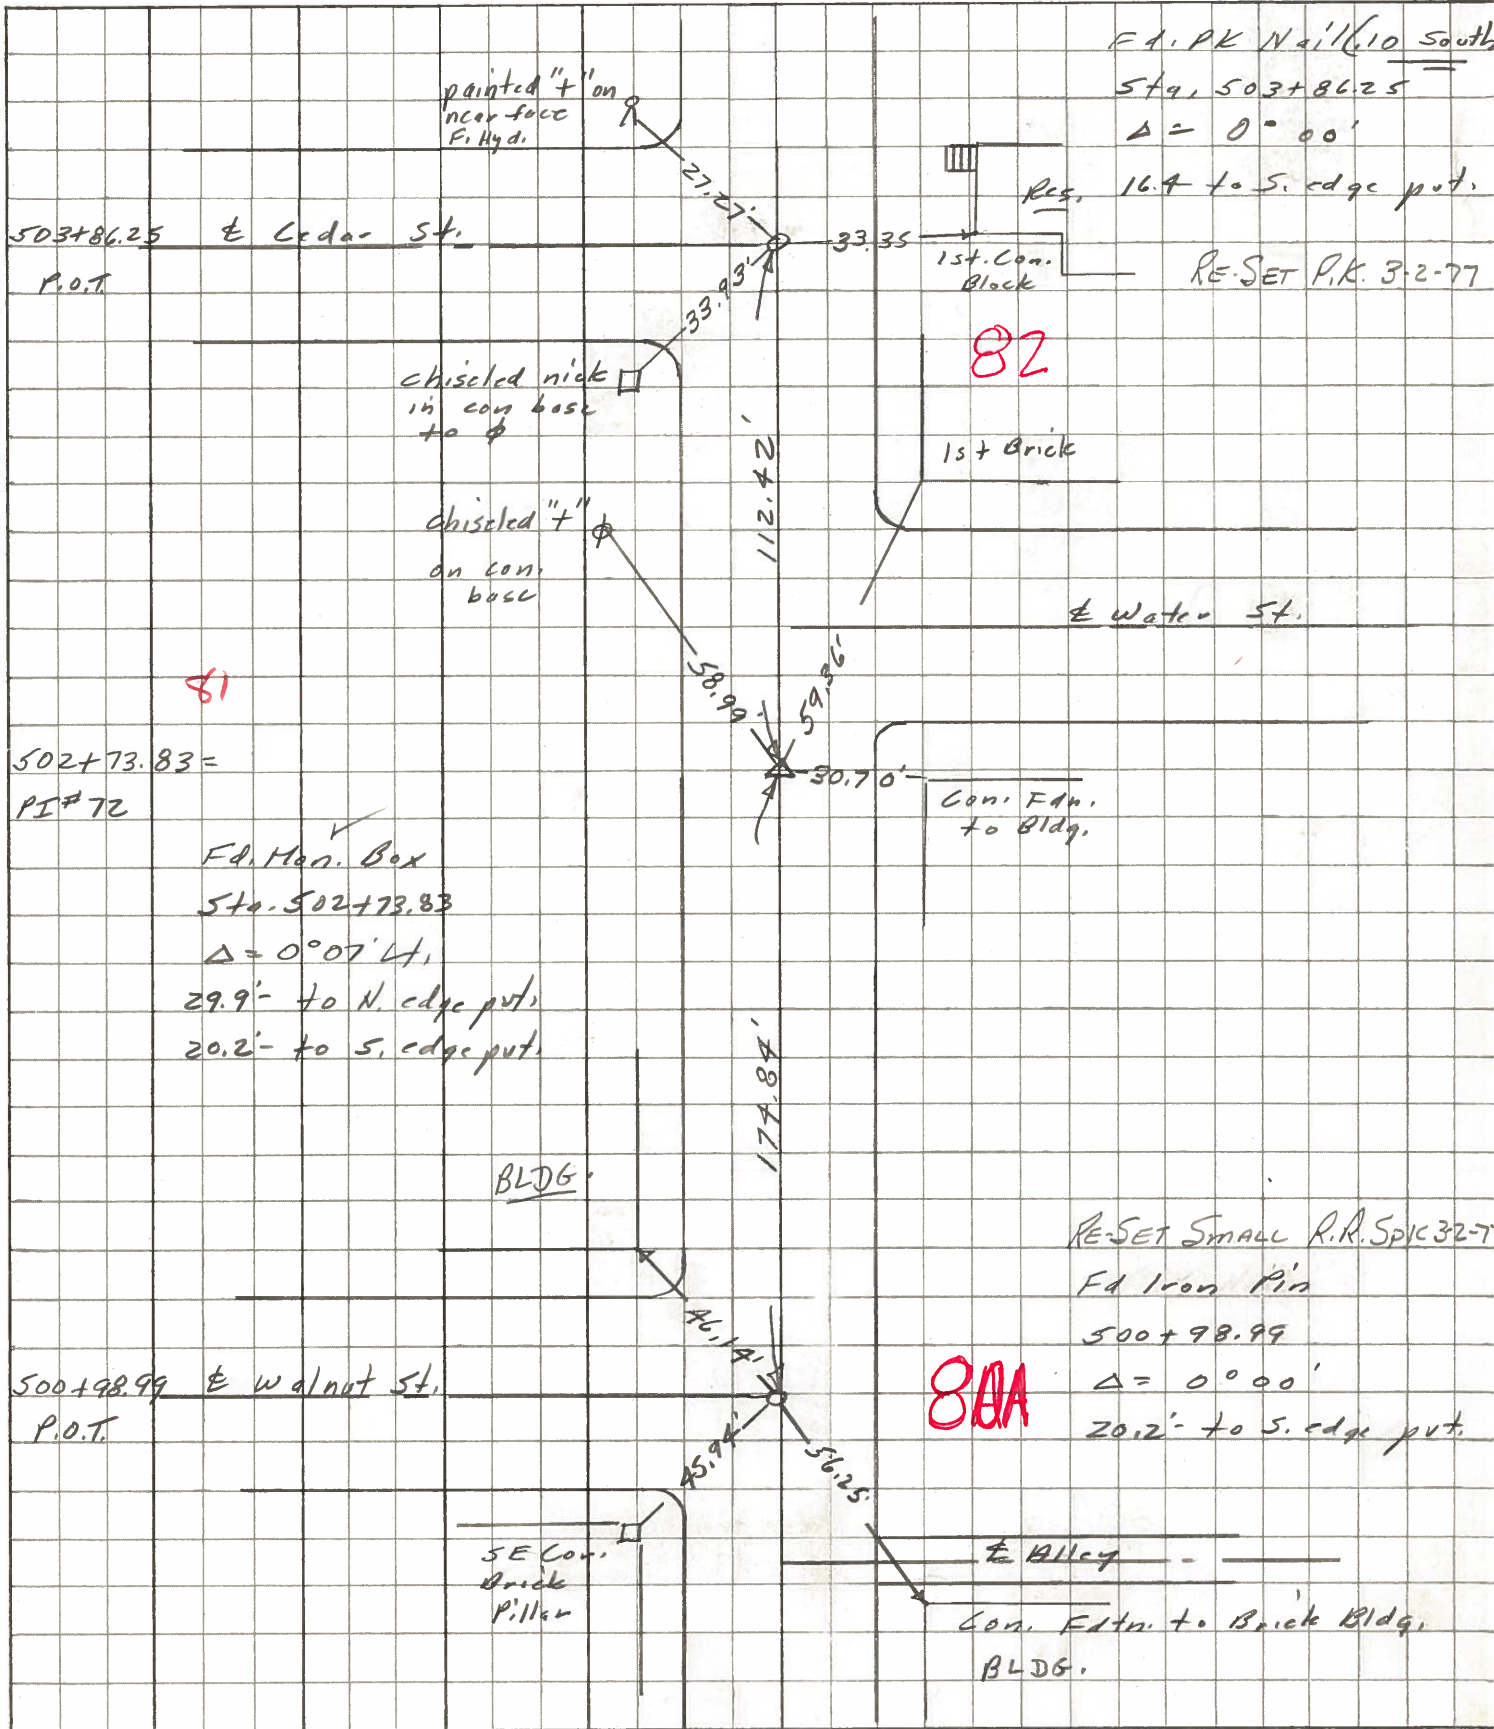 Fd. PK Nail (.10 South
Sta. 503+86.25
Δ = 0° 00'
16.4 to S. edge pvt.
RE-SET P.K. 3-2-77
painted "+" on
near face
F. Hyd.
27.27'
Res.
503+86.25 ℄ Cedar St.
P.O.T.
33.35
1st. Con.
Block
33.93'
82
chiseled nick
in con base
to ϕ
112.42'
1st Brick
chiseled "+"
on con.
base
℄ Water St.
58.99'
59.36'
81
502+73.83 =
PI # 72
30.70'
Con. Fdn.
to Bldg.
Fd. Mon. Box
Sta. 502+73.83
Δ = 0°07' Lt.
29.9'- to N. edge pvt.
20.2'- to S. edge pvt.
174.84'
BLDG.
RE-SET SMALL R.R. Spk 3-2-7
Fd Iron Pin
500+98.99
Δ = 0°00'
20.2'- to S. edge pvt.
46.14'
500+98.99 ℄ Walnut St.
P.O.T.
45.94'
56.25'
SE Cor.
Brick
Pillar
℄ Alley
Con. Fdtn. to Brick Bldg.
BLDG.